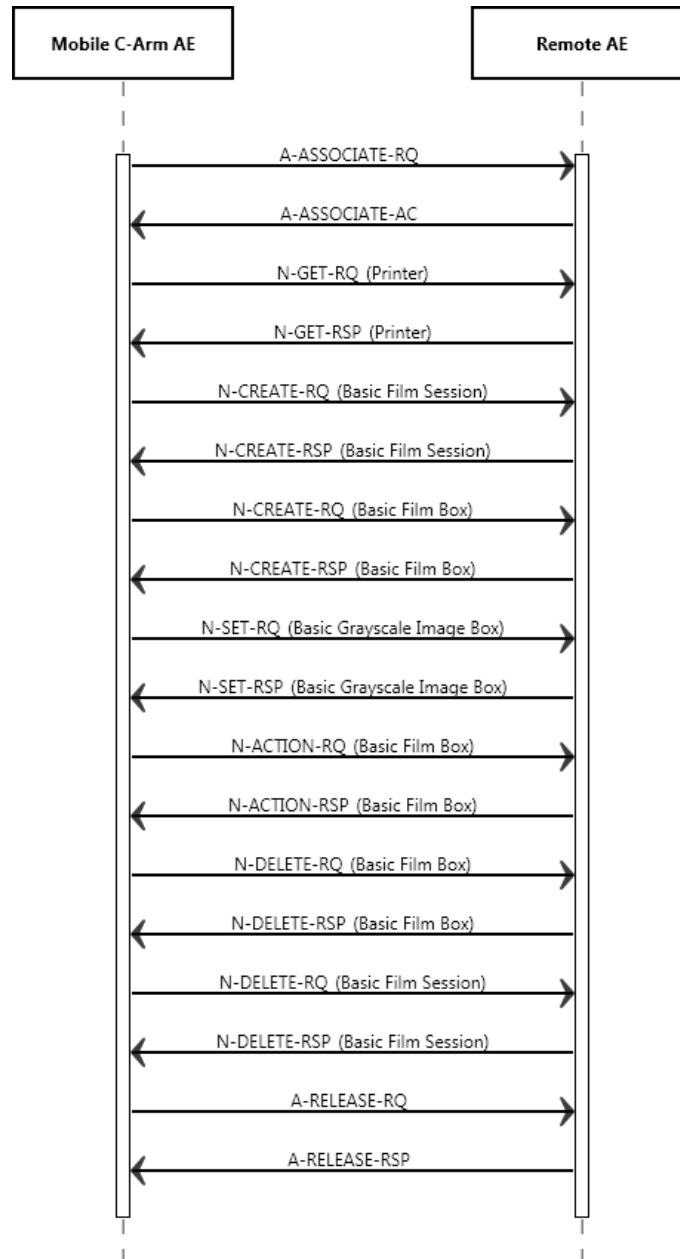 Mobile C-Arm AE
Remote AE
A-ASSOCIATE-RQ
A-ASSOCIATE-AC
N-GET-RQ (Printer)
N-GET-RSP (Printer)
N-CREATE-RQ (Basic Film Session)
N-CREATE-RSP (Basic Film Session)
N-CREATE-RQ (Basic Film Box)
N-CREATE-RSP (Basic Film Box)
N-SET-RQ (Basic Grayscale Image Box)
N-SET-RSP (Basic Grayscale Image Box)
N-ACTION-RQ (Basic Film Box)
N-ACTION-RSP (Basic Film Box)
N-DELETE-RQ (Basic Film Box)
N-DELETE-RSP (Basic Film Box)
N-DELETE-RQ (Basic Film Session)
N-DELETE-RSP (Basic Film Session)
A-RELEASE-RQ
A-RELEASE-RSP